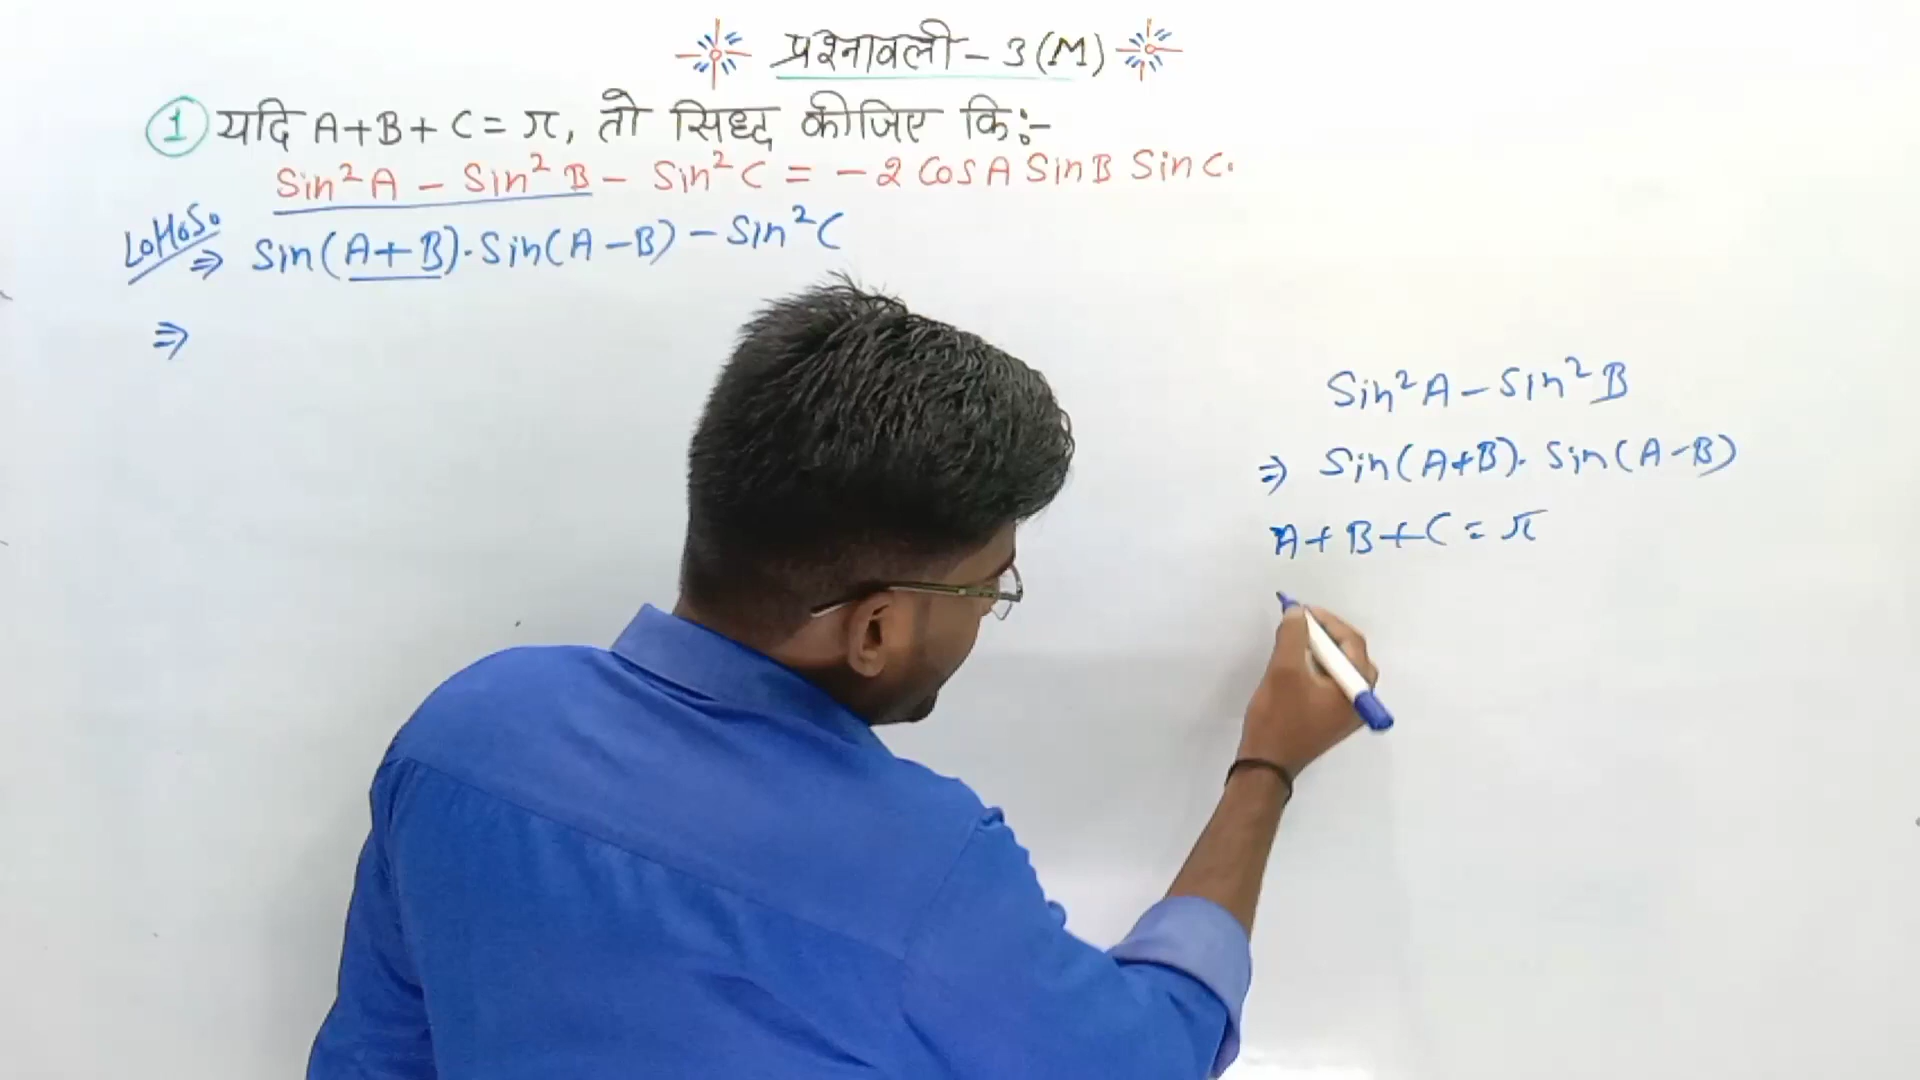 प्रश्नावली - 3(M)
1 यदि A+B+C=π, तो सिध्द कीजिए कि:-
Sin²A - Sin²B - Sin²C = -2 CosA SinB SinC.
L.H.S.
⇒ Sin(A+B)·Sin(A-B) - Sin²C
⇒
Sin²A - Sin²B
⇒ Sin(A+B)· Sin(A-B)
A+B+C = π